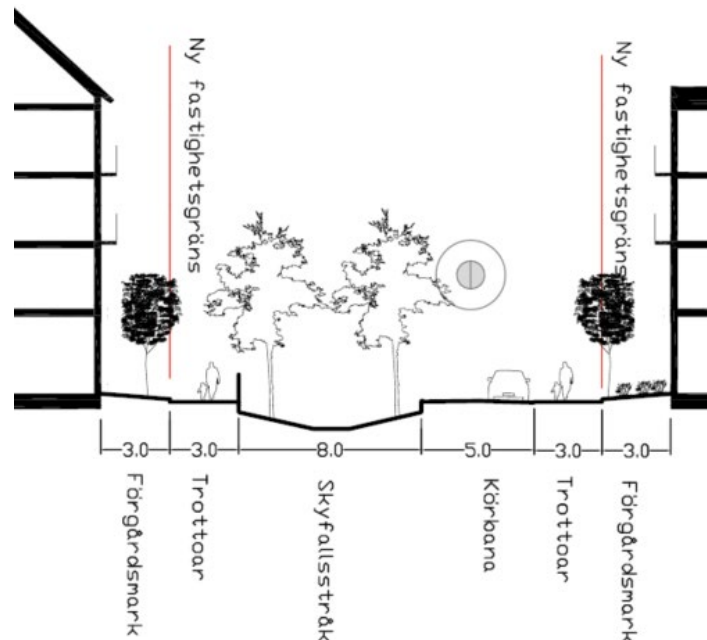 Ny fastighetsgräns
Ny fastighetsgräns
3.0
3.0
8.0
5.0
3.0
3.0
Förgårdsmark
Trottoar
Skyfallsstråk
Körbana
Trottoar
Förgårdsmark